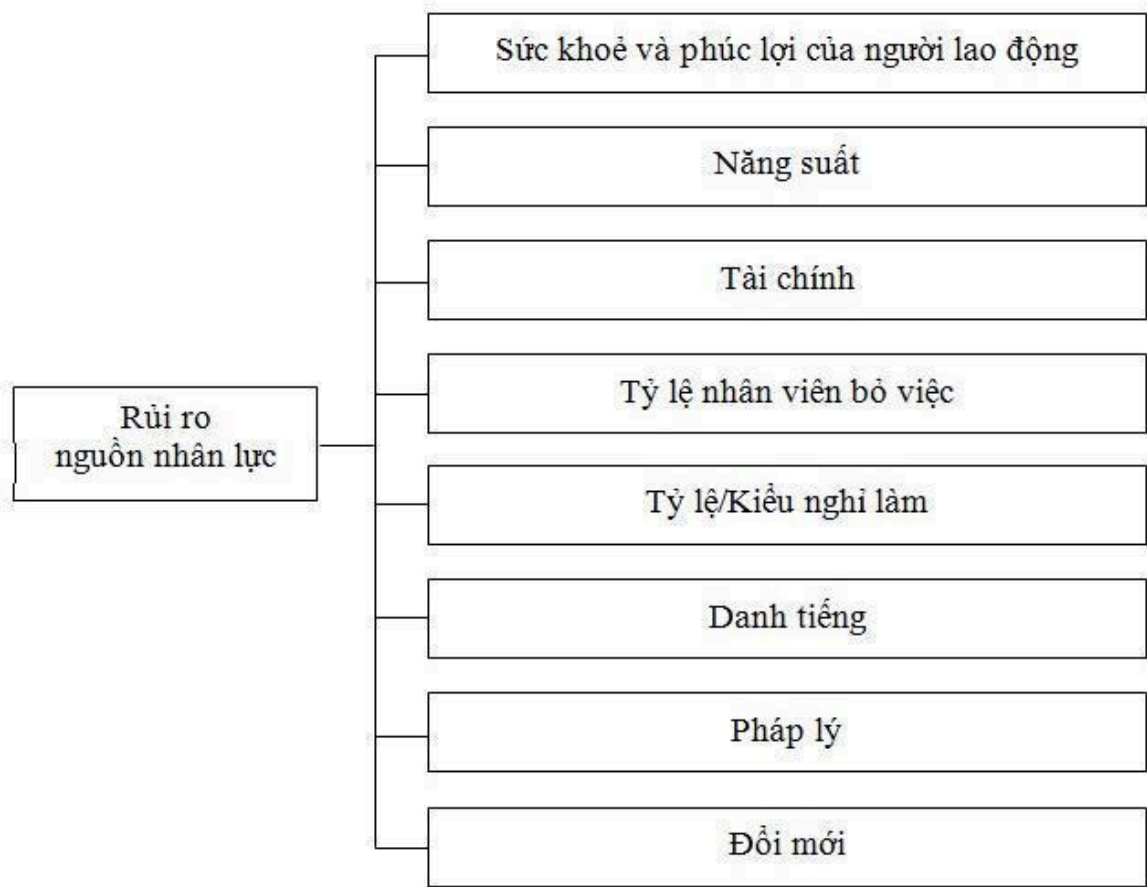 Sức khoẻ và phúc lợi của người lao động
Năng suất
Tài chính
Tỷ lệ nhân viên bỏ việc
Rủi ro
nguồn nhân lực
Tỷ lệ/Kiểu nghỉ làm
Danh tiếng
Pháp lý
Đổi mới